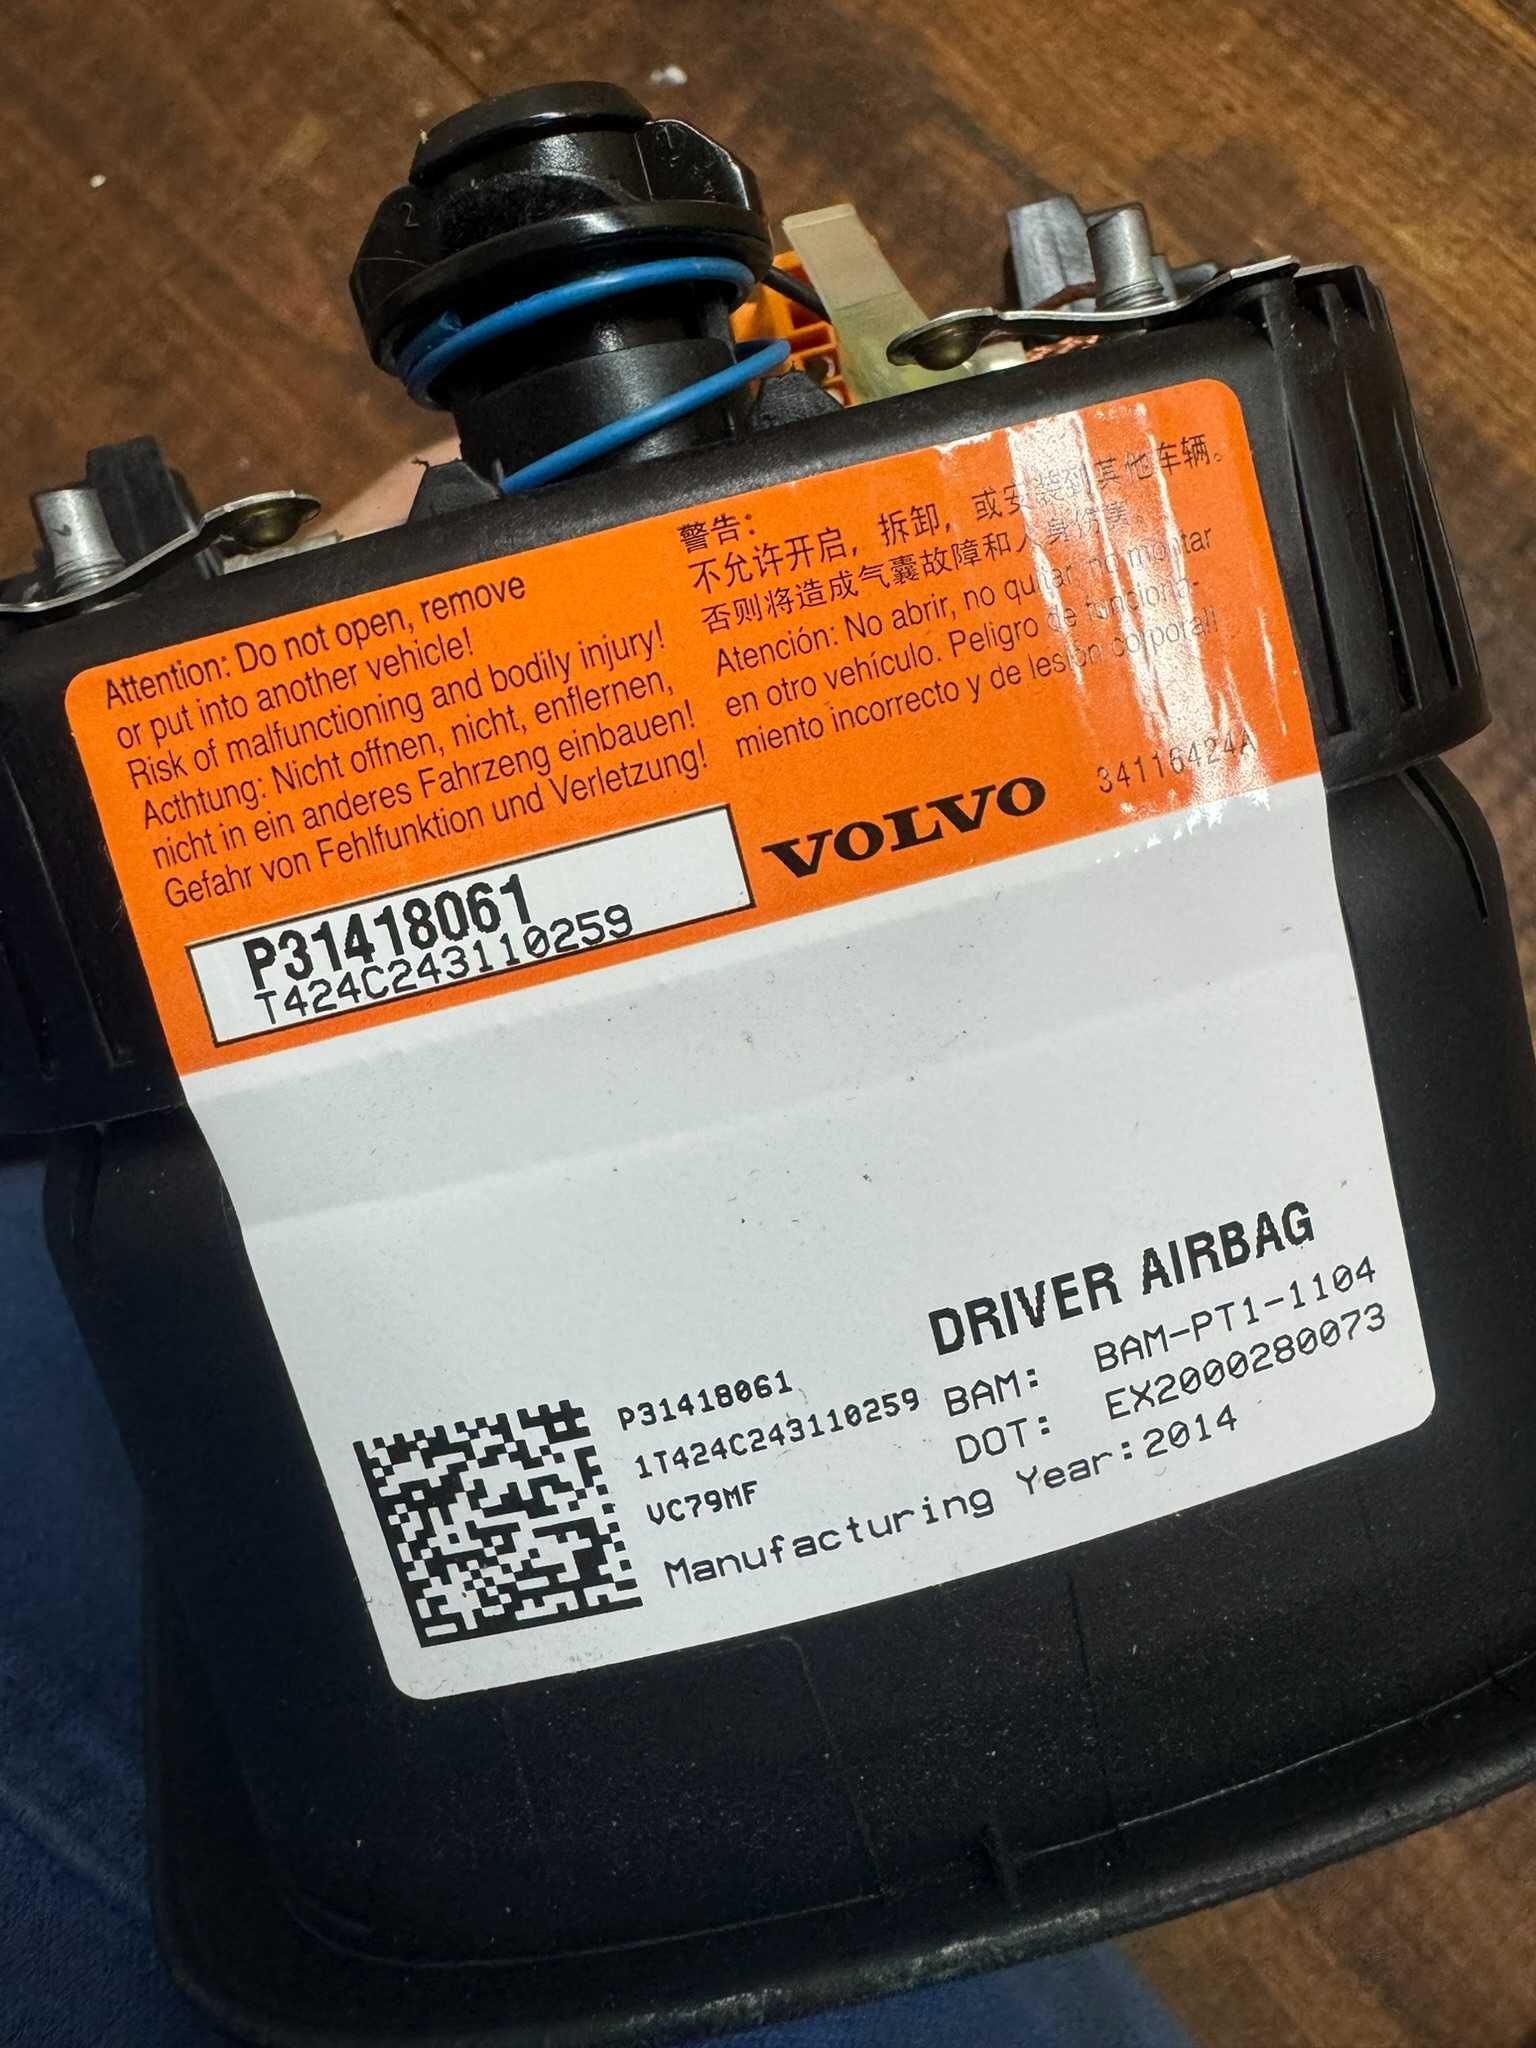 2
1
Attention: Do not open, remove
or put into another vehicle!
Risk of malfunctioning and bodily injury!
Acthtung: Nicht offnen, nicht, enflernen,
nicht in ein anderes Fahrzeng einbauen!
Gefahr von Fehlfunktion und Verletzung!
警告：
不允许开启，拆卸，或安装到其他车辆。
否则将造成气囊故障和人身伤害。
Atención: No abrir, no quitar, no montar
en otro vehículo. Peligro de funciona-
miento incorrecto y de lesión corporal!
VOLVO
34116424A
P31418061
T424C243110259
DRIVER AIRBAG
BAM: BAM-PT1-1104
DOT: EX2000280073
P31418061
1T424C243110259
VC79MF
Manufacturing Year:2014